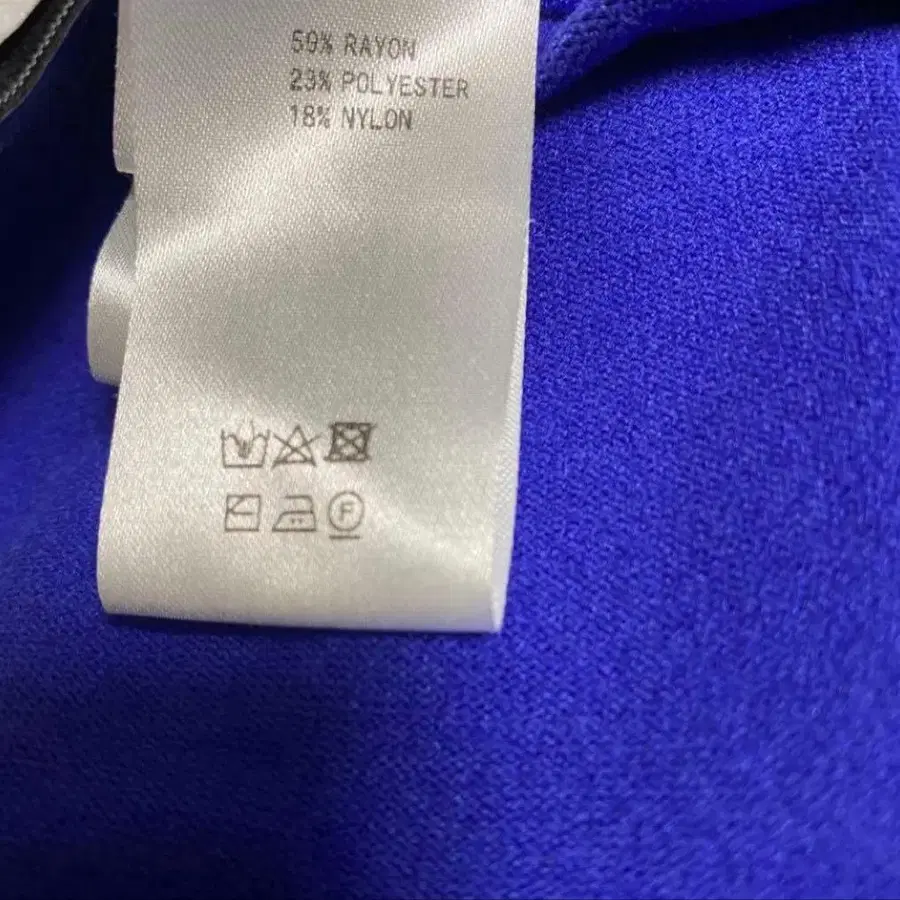 59% RAYON
23% POLYESTER
18% NYLON
F